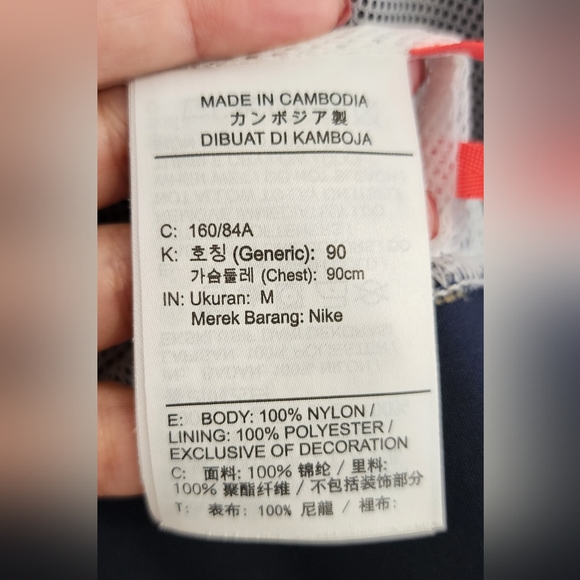 MADE IN CAMBODIA
カンボジア製
DIBUAT DI KAMBOJA
C: 160/84A
K: 호칭 (Generic): 90
가슴둘레 (Chest): 90cm
IN: Ukuran: M
Merek Barang: Nike
E: BODY: 100% NYLON /
LINING: 100% POLYESTER /
EXCLUSIVE OF DECORATION
C: 面料: 100% 锦纶 / 里料:
100% 聚酯纤维 / 不包括装饰部分
T: 表布: 100% 尼龍 / 裡布: